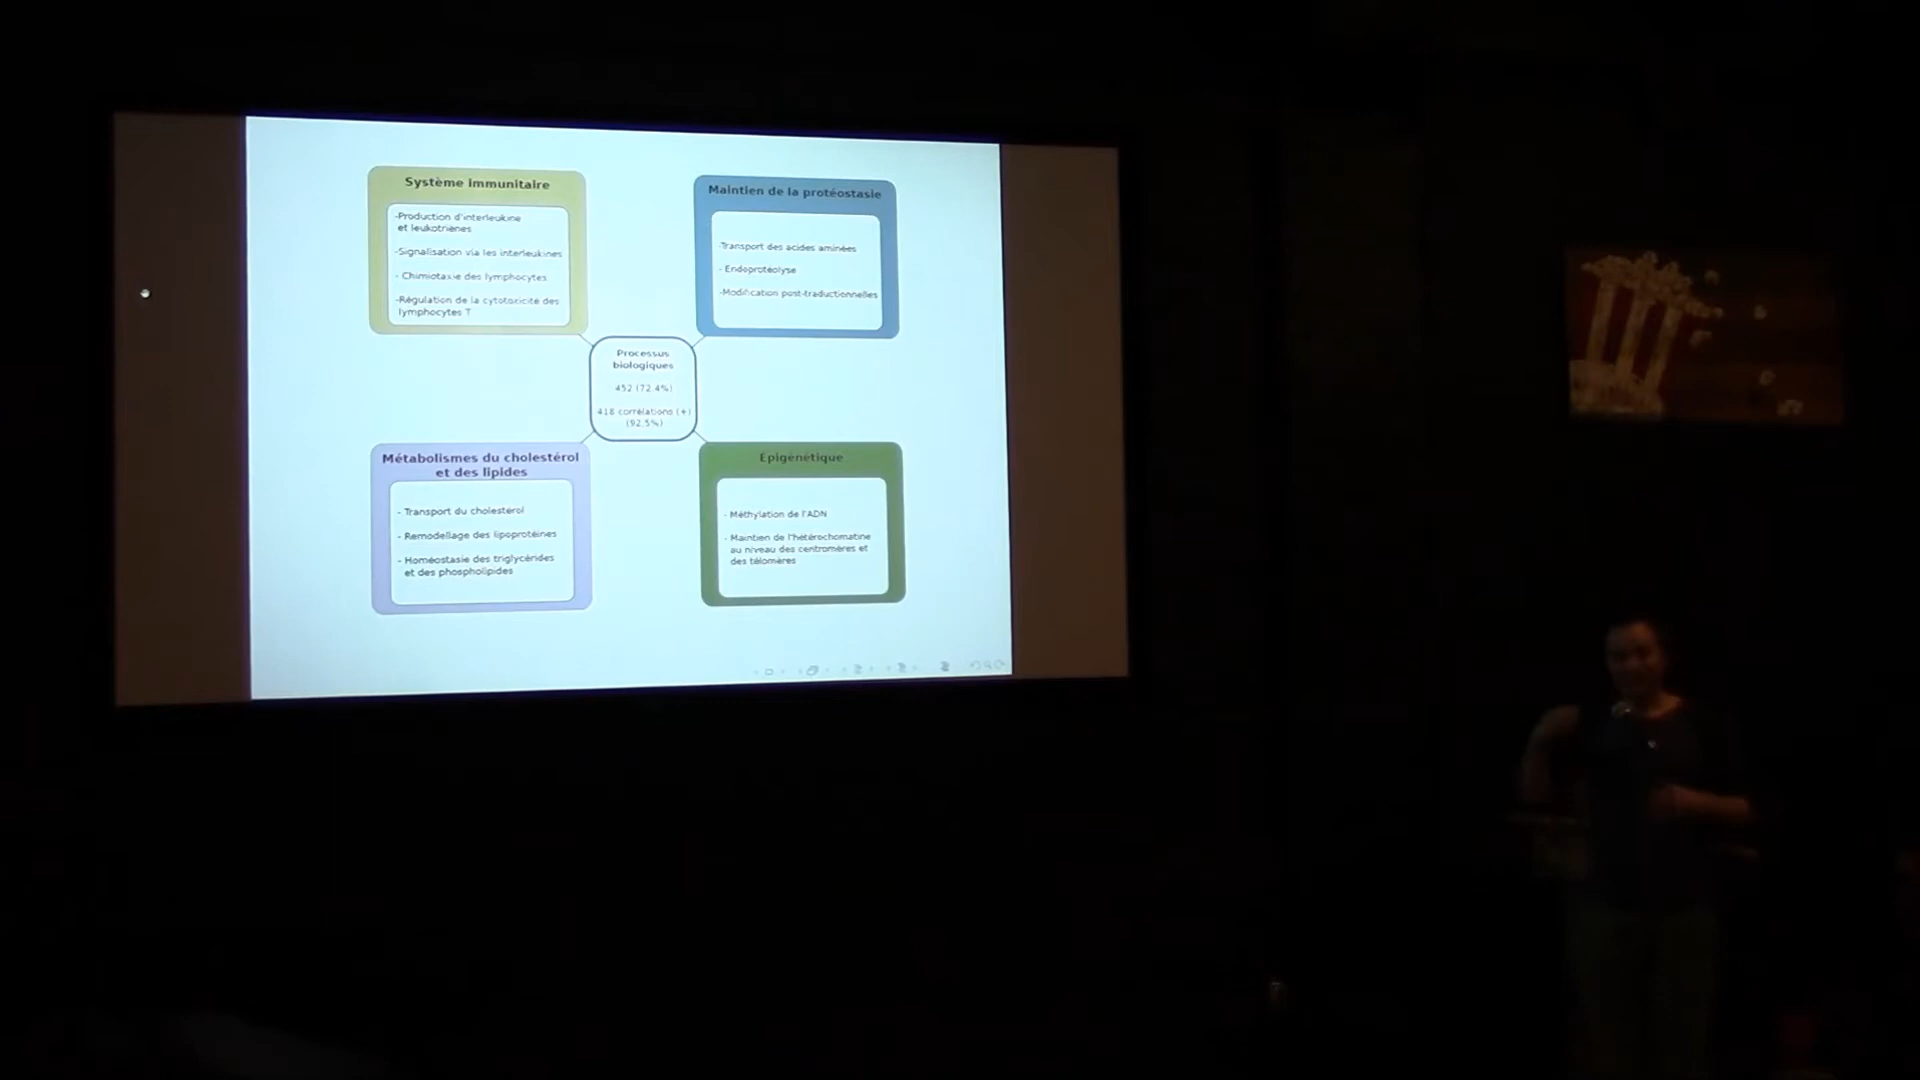 Système immunitaire
-Production d'interleukine
et leukotriènes
-Signalisation via les interleukines
- Chimiotaxie des lymphocytes
-Régulation de la cytotoxicité des
lymphocytes T
Maintien de la protéostasie
-Transport des acides aminées
- Endoprotéolyse
-Modification post-traductionnelles
Processus
biologiques
452 (72.4%)
418 corrélations (+)
(92.5%)
Métabolismes du cholestérol
et des lipides
- Transport du cholestérol
- Remodellage des lipoprotéines
- Homéostasie des triglycérides
et des phospholipides
Epigénétique
- Méthylation de l'ADN
- Maintien de l'hétérochomatine
au niveau des centromères et
des télomères